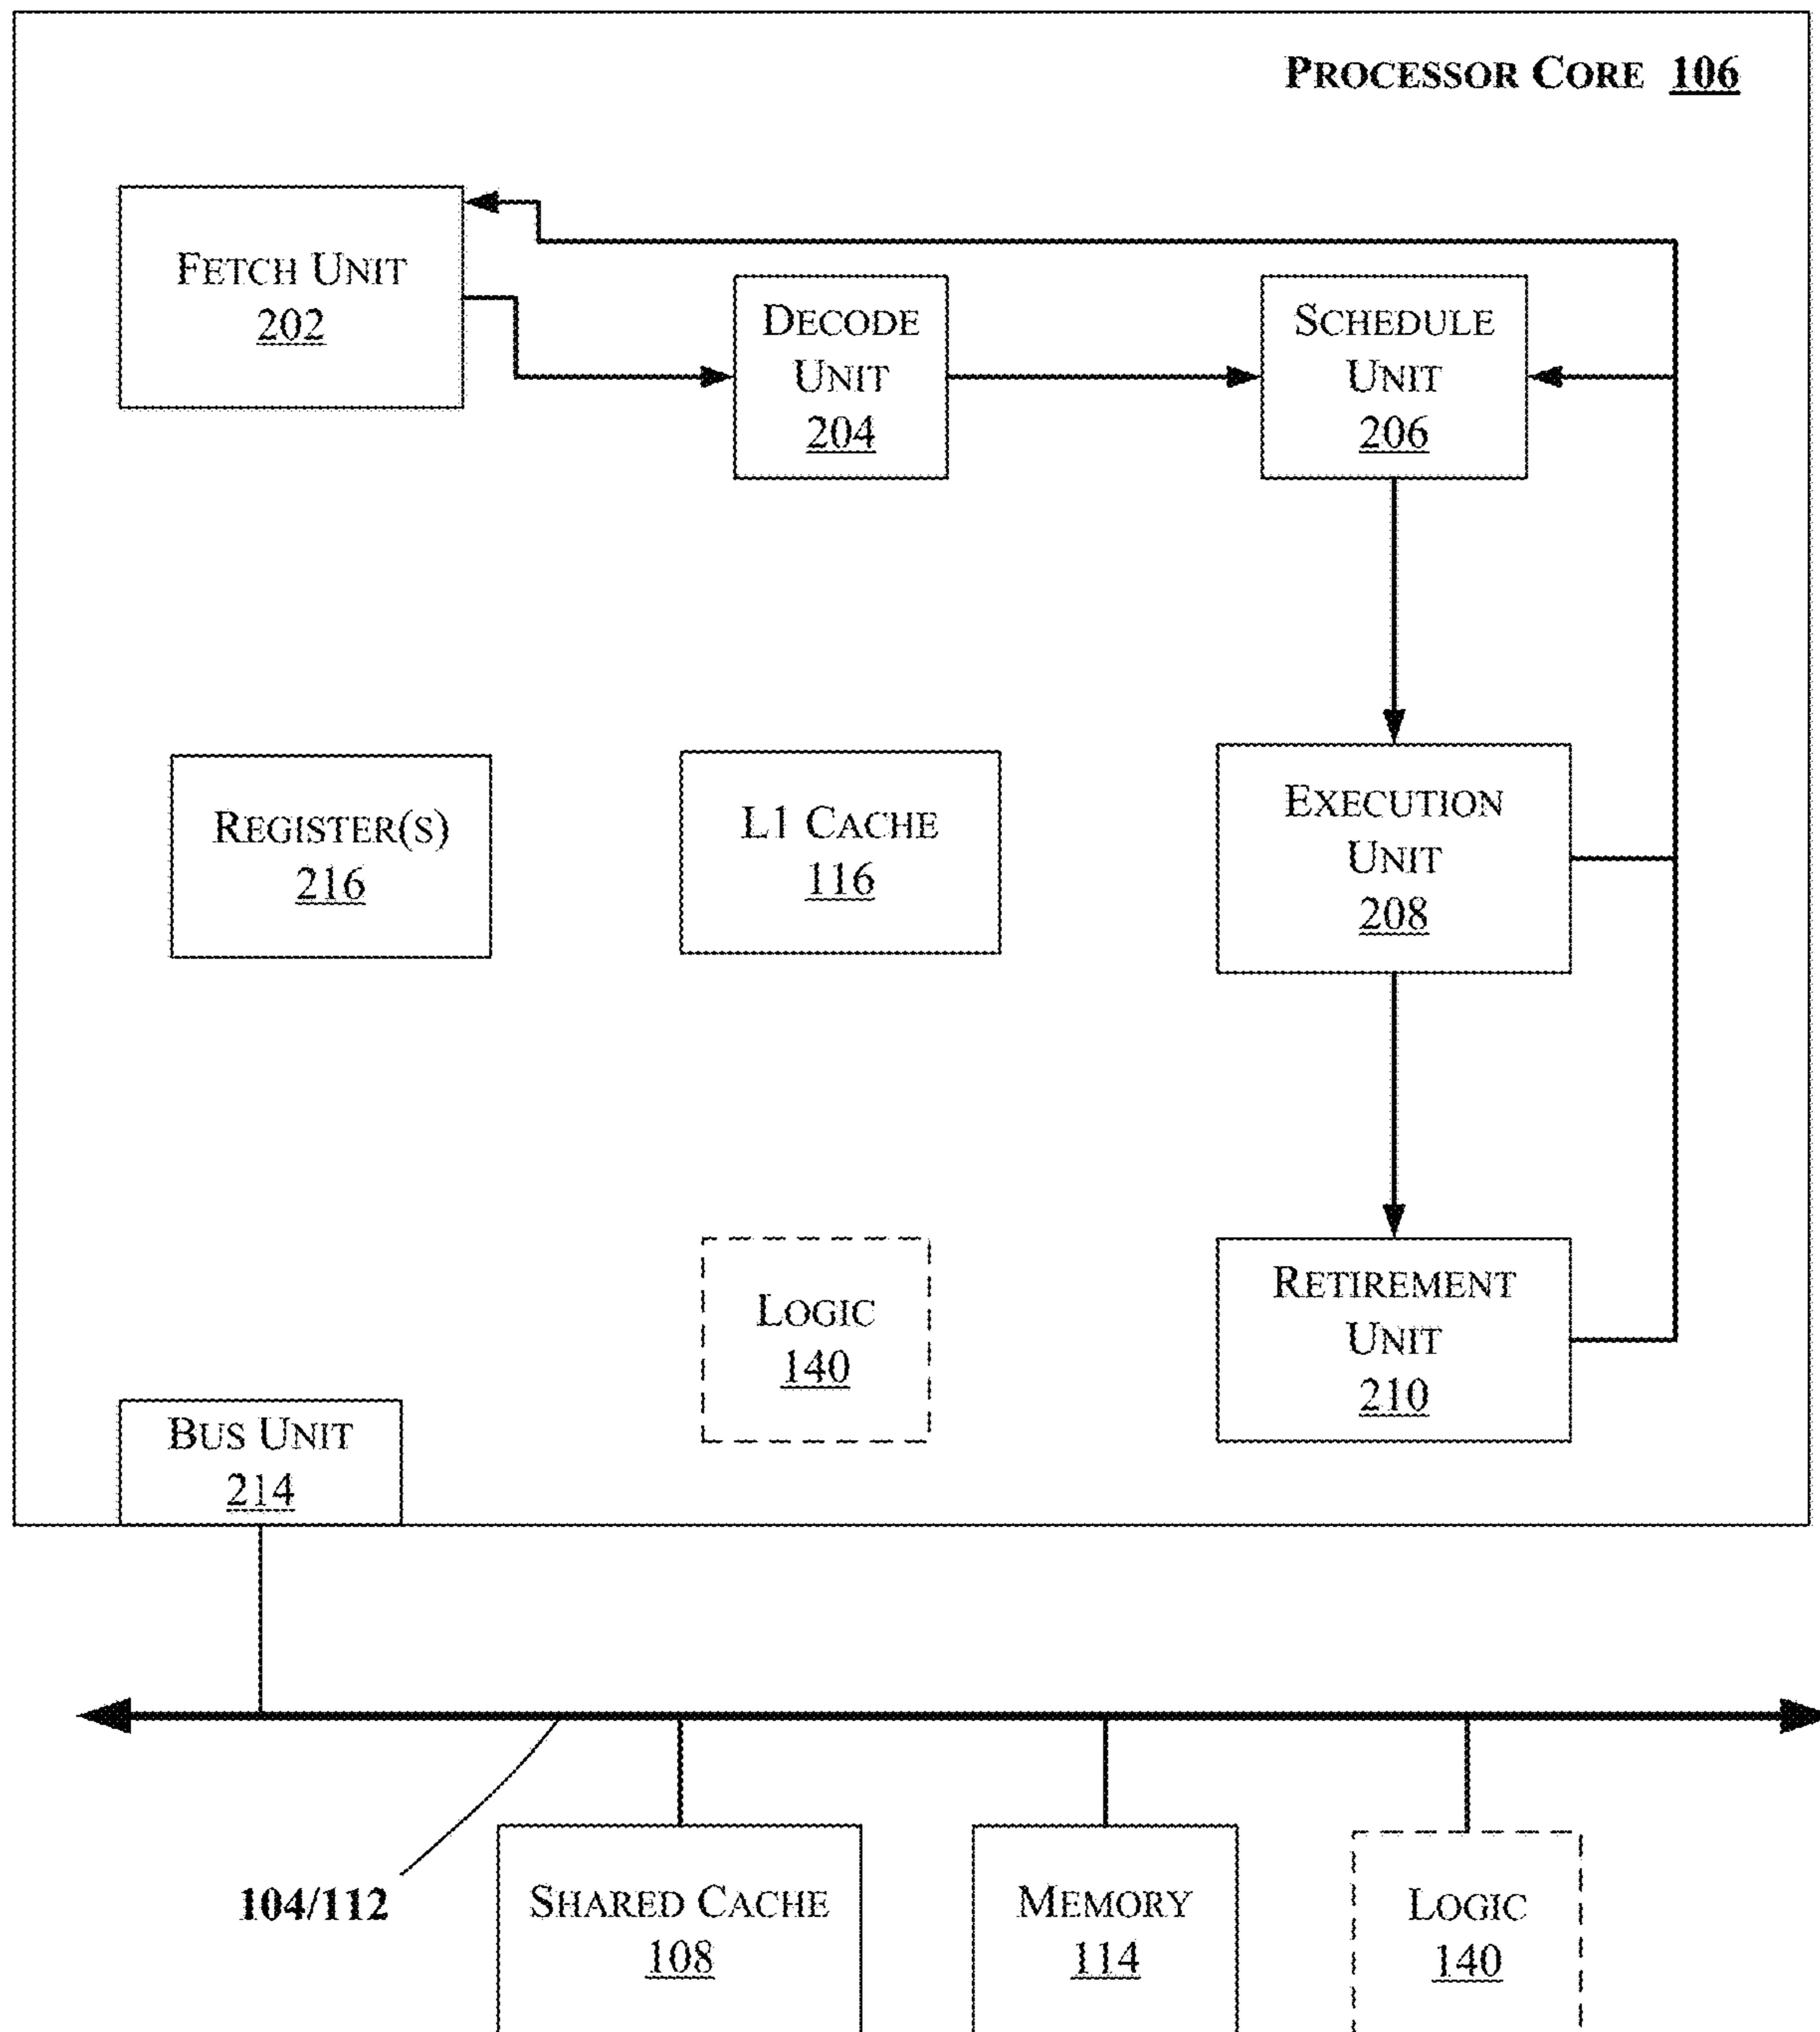 PROCESSOR CORE 106
FETCH UNIT
202
DECODE
UNIT
204
SCHEDULE
UNIT
206
REGISTER(S)
216
L1 CACHE
116
EXECUTION
UNIT
208
LOGIC
140
RETIREMENT
UNIT
210
BUS UNIT
214
104/112
SHARED CACHE
108
MEMORY
114
LOGIC
140